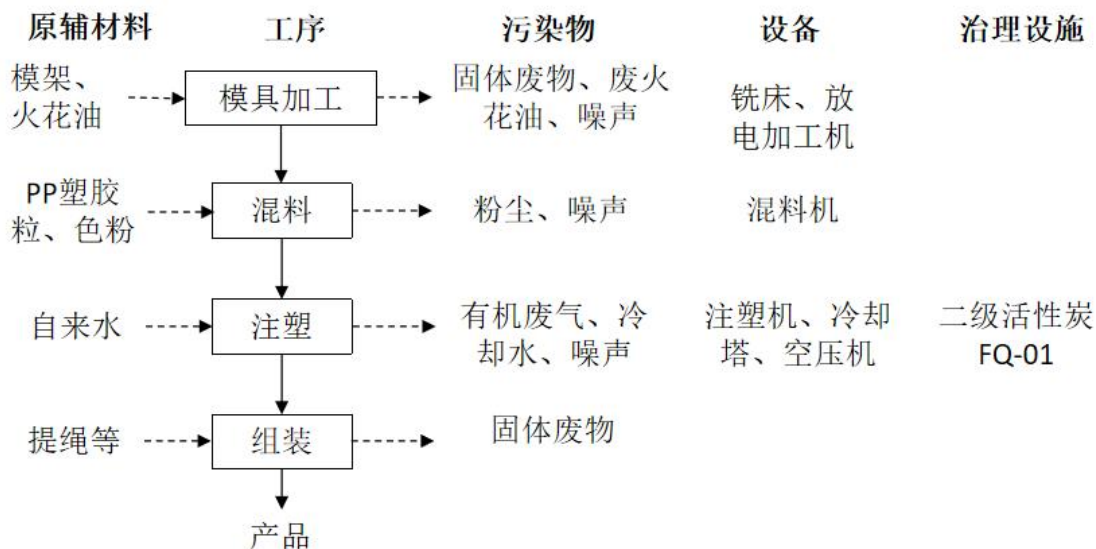 原辅材料 工序 污染物 设备 治理设施
模架、
火花油
模具加工
固体废物、废火
花油、噪声
铣床、放
电加工机
PP塑胶
粒、色粉
混料
粉尘、噪声
混料机
自来水
注塑
有机废气、冷
却水、噪声
注塑机、冷却
塔、空压机
二级活性炭
FQ-01
提绳等
组装
固体废物
产品